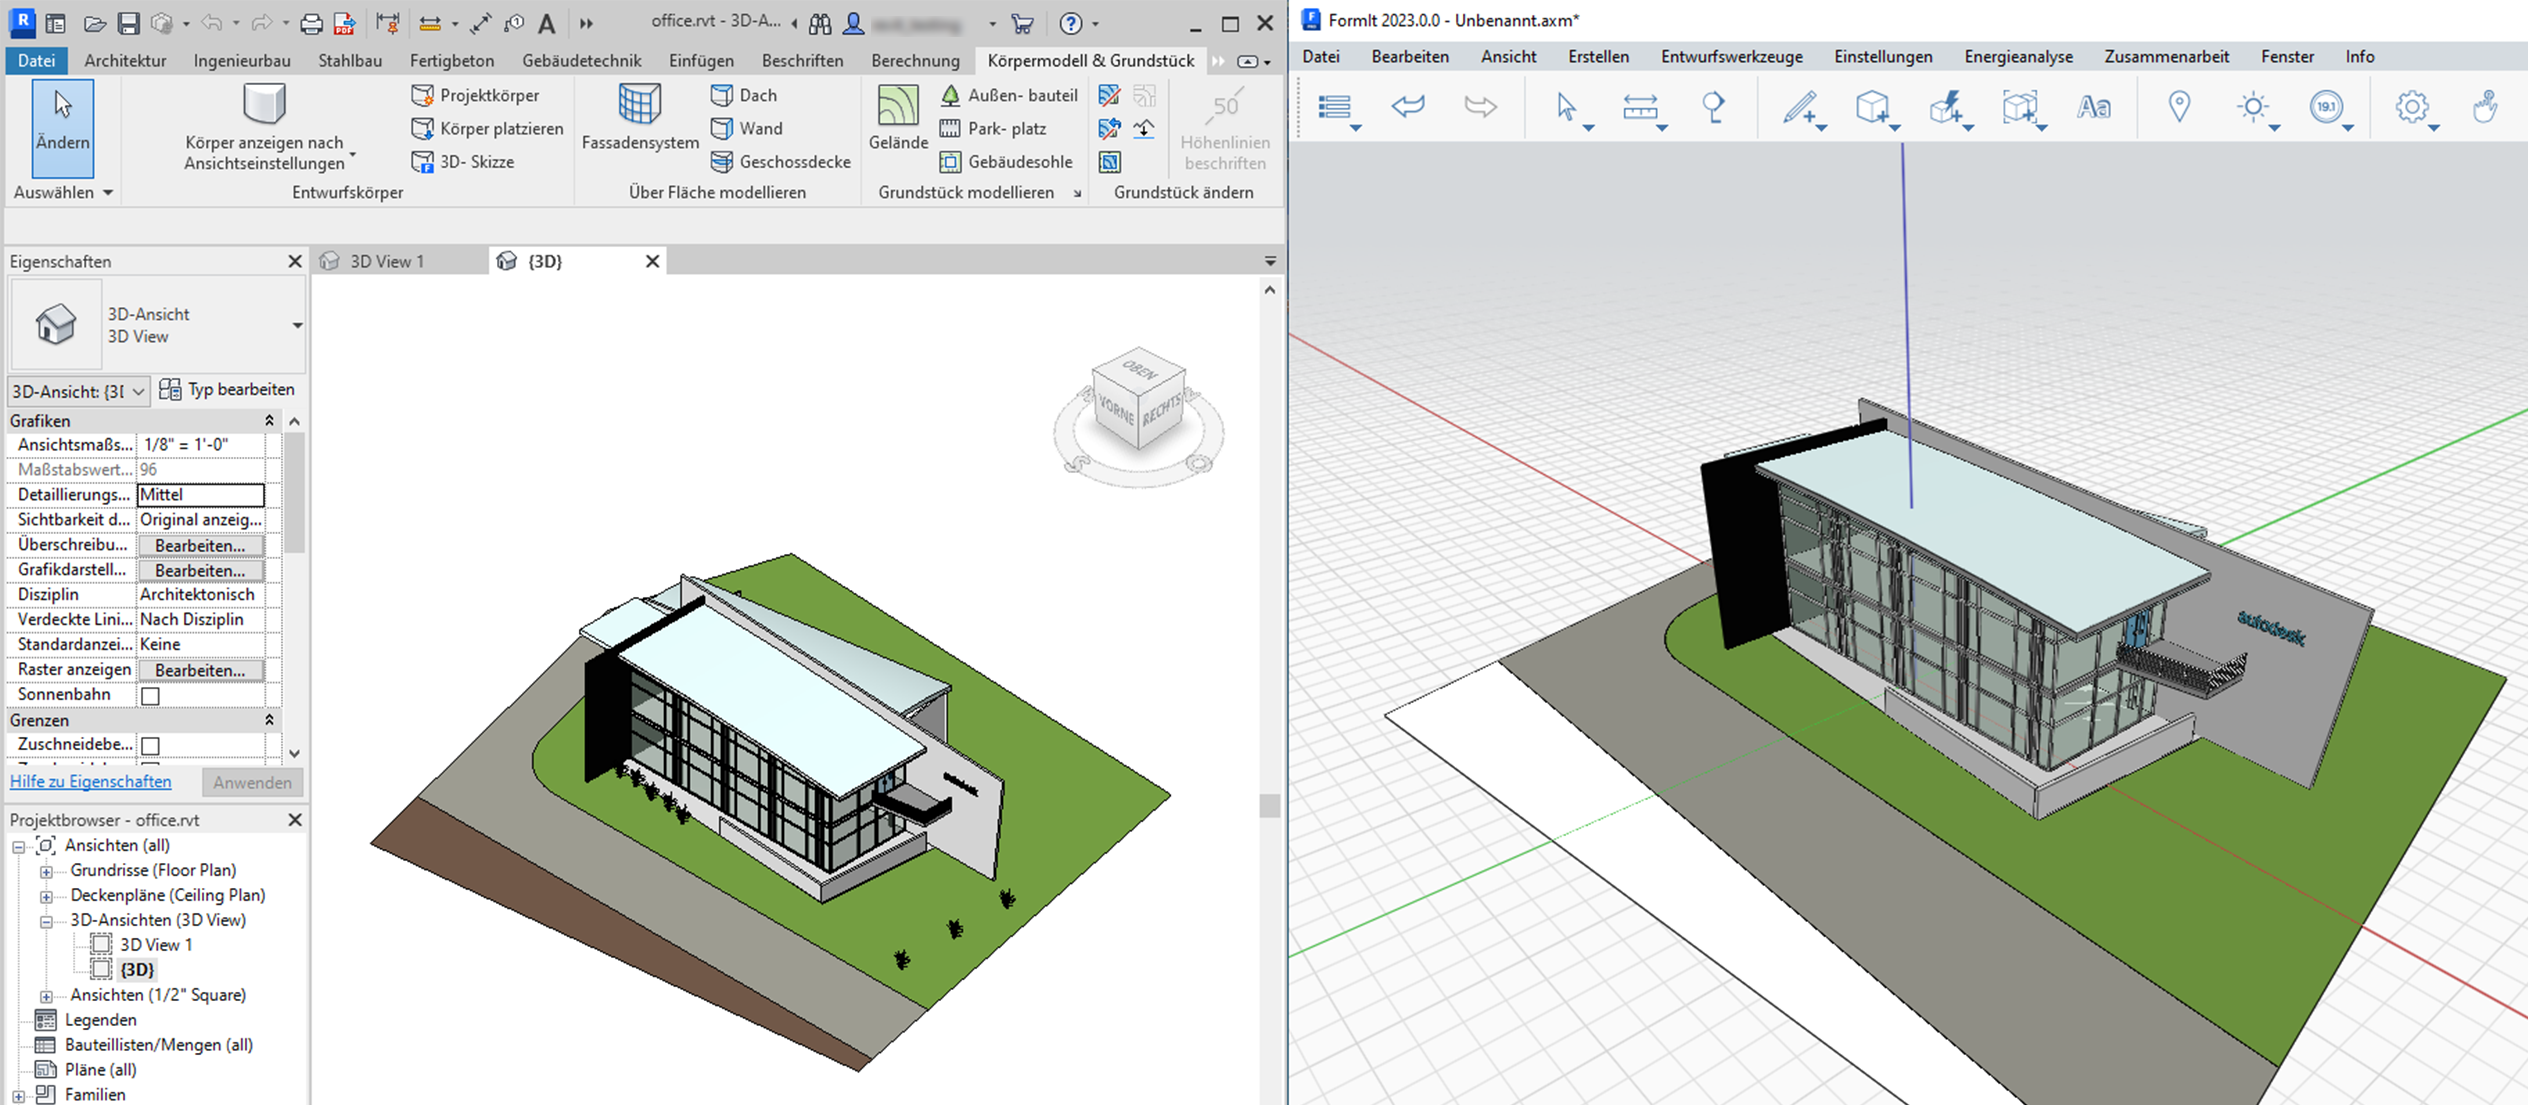 office.rvt - 3D-A...
Datei Architektur Ingenieurbau Stahlbau Fertigbeton Gebäudetechnik Einfügen Beschriften Berechnung Körpermodell & Grundstück
Ändern
Auswählen
Körper anzeigen nach
Ansichtseinstellungen
Projektkörper
Körper platzieren
3D- Skizze
Entwurfskörper
Fassadensystem
Dach
Wand
Geschossdecke
Über Fläche modellieren
Gelände
Außen- bauteil
Park- platz
Gebäudesohle
Grundstück modellieren
50
Höhenlinien
beschriften
Grundstück ändern
Eigenschaften
3D-Ansicht
3D View
3D-Ansicht: {3D
Typ bearbeiten
Grafiken
Ansichtsmaßs... 1/8" = 1'-0"
Maßstabswert... 96
Detaillierungs... Mittel
Sichtbarkeit d... Original anzeig...
Überschreibu... Bearbeiten...
Grafikdarstell... Bearbeiten...
Disziplin Architektonisch
Verdeckte Lini... Nach Disziplin
Standardanzei... Keine
Raster anzeigen Bearbeiten...
Sonnenbahn
Grenzen
Zuschneidebe...
Hilfe zu Eigenschaften Anwenden
Projektbrowser - office.rvt
Ansichten (all)
Grundrisse (Floor Plan)
Deckenpläne (Ceiling Plan)
3D-Ansichten (3D View)
3D View 1
{3D}
Ansichten (1/2" Square)
Legenden
Bauteillisten/Mengen (all)
Pläne (all)
Familien
3D View 1 {3D}
OBEN
VORNE
RECHTS
autodesk
FormIt 2023.0.0 - Unbenannt.axm*
Datei Bearbeiten Ansicht Erstellen Entwurfswerkzeuge Einstellungen Energieanalyse Zusammenarbeit Fenster Info
Aa
19.1
autodesk